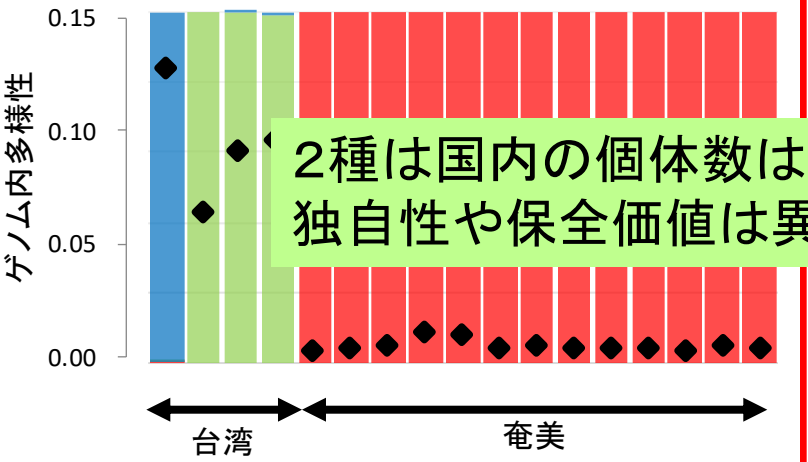 0.15
0.10
0.05
0.00
ゲノム内多様性
2種は国内の個体数は
独自性や保全価値は異
台湾
奄美